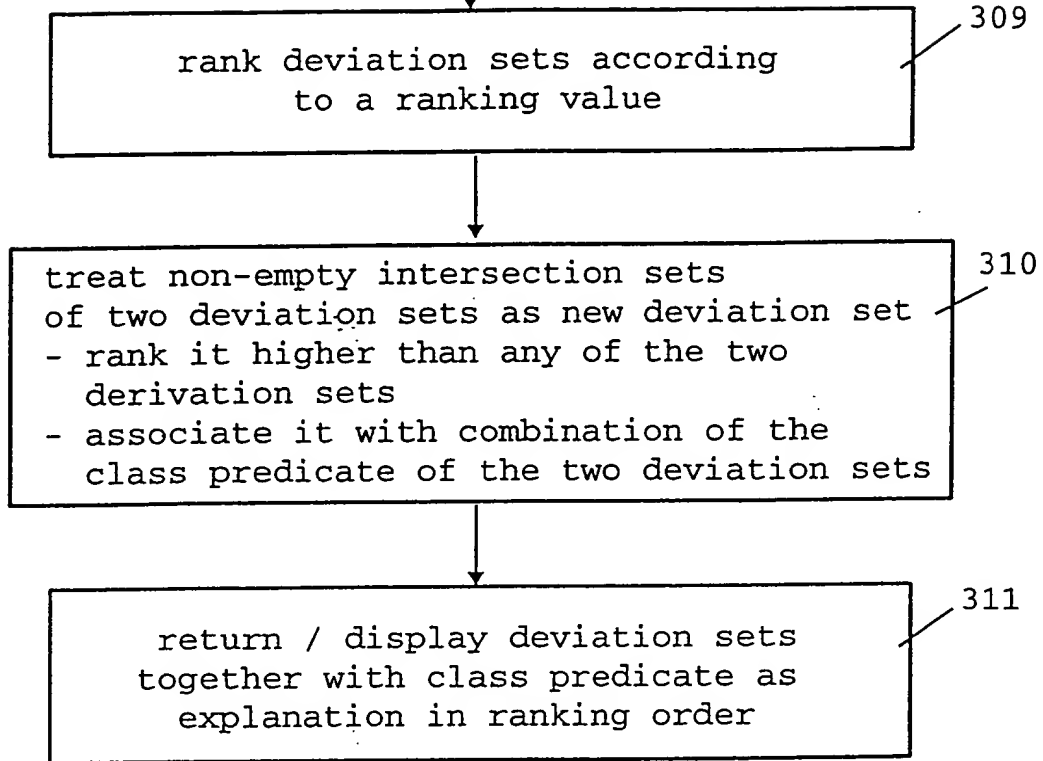 309
rank deviation sets according
to a ranking value
310
treat non-empty intersection sets
of two deviation sets as new deviation set
- rank it higher than any of the two
derivation sets
- associate it with combination of the
class predicate of the two deviation sets
311
return / display deviation sets
together with class predicate as
explanation in ranking order